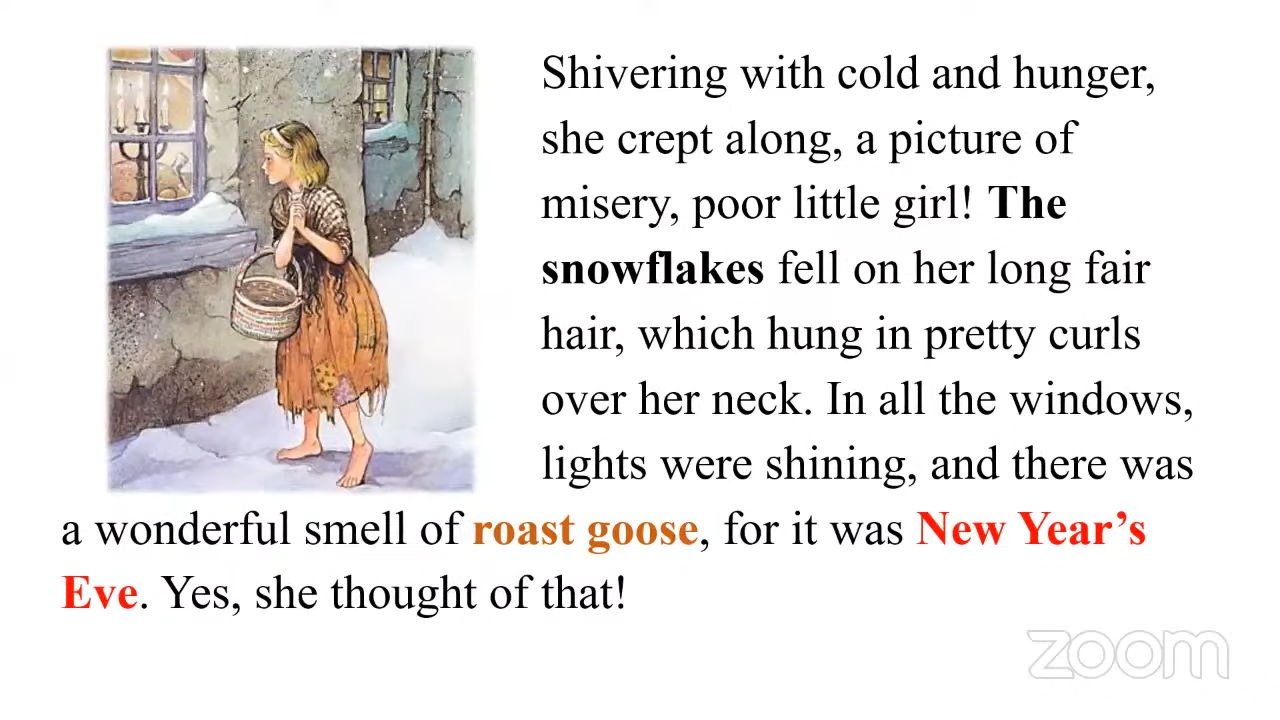 Shivering with cold and hunger,
she crept along, a picture of
misery, poor little girl! The
snowflakes fell on her long fair
hair, which hung in pretty curls
over her neck. In all the windows,
lights were shining, and there was
a wonderful smell of roast goose, for it was New Year’s
Eve. Yes, she thought of that!
zoom